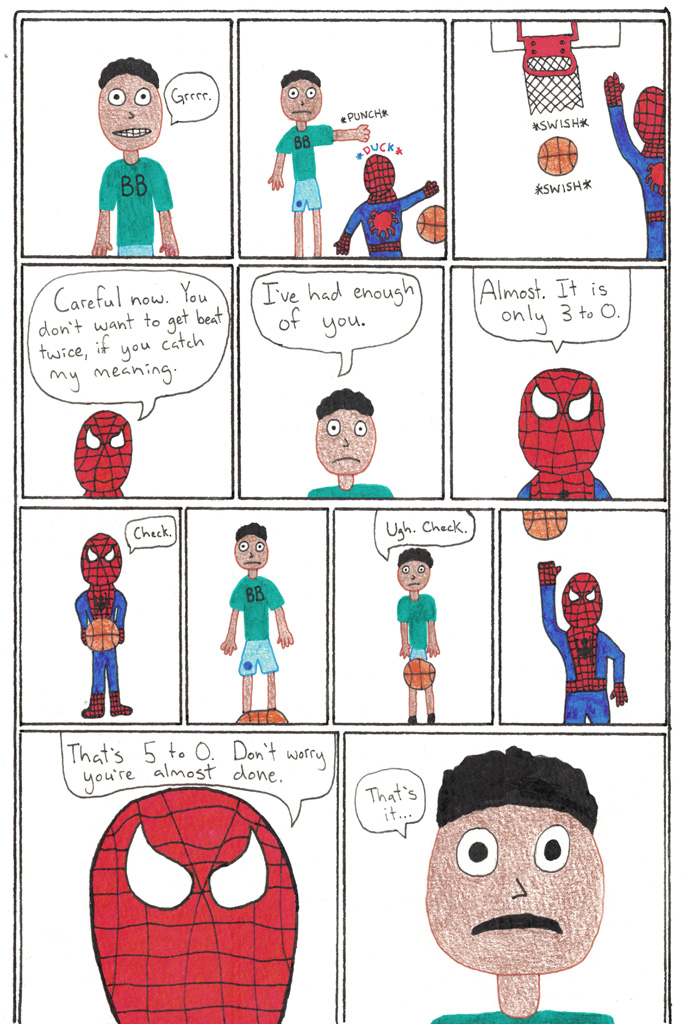 Grrrr.
BB
*PUNCH*
BB
*DUCK*
*SWISH*
*SWISH*
Careful now. You
don't want to get beat
twice, if you catch
my meaning.
I've had enough
of you.
Almost. It is
only 3 to 0.
Check.
BB
Ugh. Check.
That's 5 to 0. Don't worry
you're almost done.
That's
it...